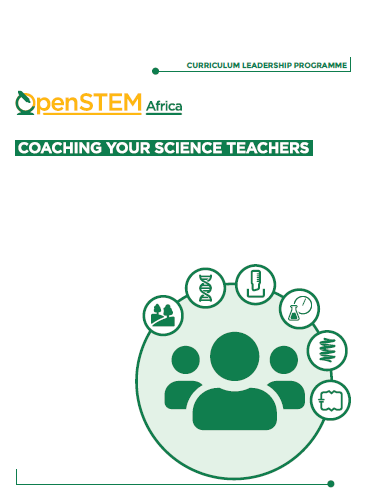 CURRICULUM LEADERSHIP PROGRAMME
OpenSTEM Africa
COACHING YOUR SCIENCE TEACHERS